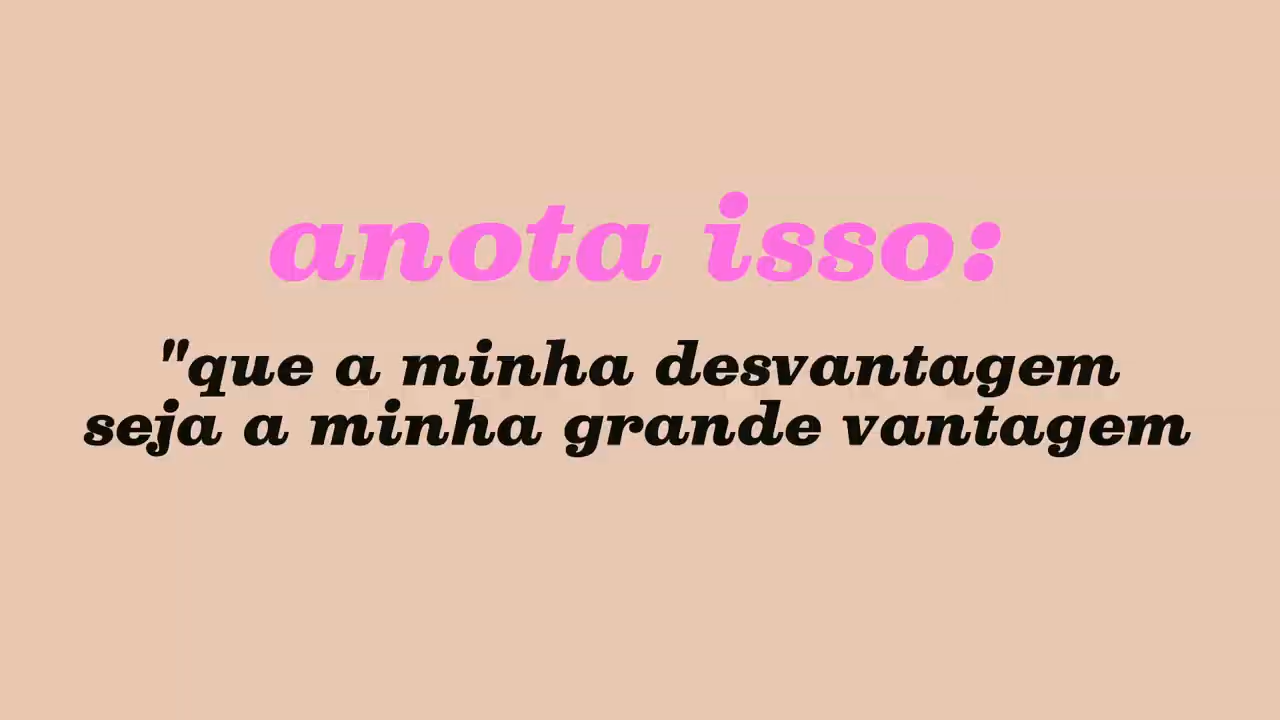 anota isso:
"que a minha desvantagem
seja a minha grande vantagem